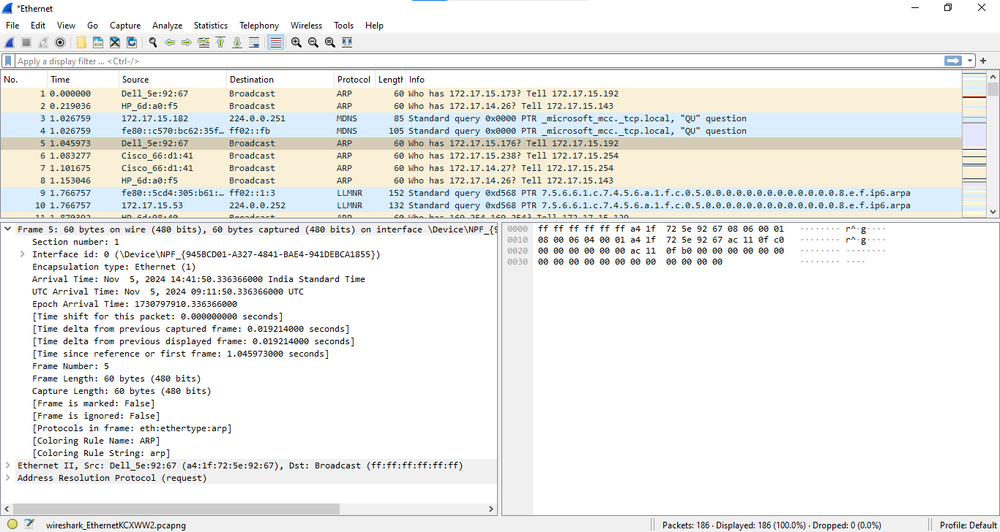 *Ethernet
File Edit View Go Capture Analyze Statistics Telephony Wireless Tools Help
Apply a display filter ... <Ctrl-/>
No. Time Source Destination Protocol Length Info
1 0.000000 Dell_5e:92:67 Broadcast ARP 60 Who has 172.17.15.173? Tell 172.17.15.192
2 0.219036 HP_6d:a0:f5 Broadcast ARP 60 Who has 172.17.14.26? Tell 172.17.15.143
3 1.026759 172.17.15.182 224.0.0.251 MDNS 85 Standard query 0x0000 PTR _microsoft_mcc._tcp.local, "QU" question
4 1.026759 fe80::c570:bc62:35f… ff02::fb MDNS 105 Standard query 0x0000 PTR _microsoft_mcc._tcp.local, "QU" question
5 1.045973 Dell_5e:92:67 Broadcast ARP 60 Who has 172.17.15.176? Tell 172.17.15.192
6 1.083277 Cisco_66:d1:41 Broadcast ARP 60 Who has 172.17.15.238? Tell 172.17.15.254
7 1.101675 Cisco_66:d1:41 Broadcast ARP 60 Who has 172.17.14.27? Tell 172.17.15.254
8 1.153046 HP_6d:a0:f5 Broadcast ARP 60 Who has 172.17.14.26? Tell 172.17.15.143
9 1.766757 fe80::5cd4:305:b61:… ff02::1:3 LLMNR 152 Standard query 0xd568 PTR 7.5.6.6.1.c.7.4.5.6.a.1.f.c.0.5.0.0.0.0.0.0.0.0.0.0.0.0.0.8.e.f.ip6.arpa
10 1.766757 172.17.15.53 224.0.0.252 LLMNR 132 Standard query 0xd568 PTR 7.5.6.6.1.c.7.4.5.6.a.1.f.c.0.5.0.0.0.0.0.0.0.0.0.0.0.0.0.8.e.f.ip6.arpa
11 1.870392 HP_6d:98:40 Broadcast ARP 60 Who has 169.254.169.254? Tell 172.17.15.129
Frame 5: 60 bytes on wire (480 bits), 60 bytes captured (480 bits) on interface \Device\NPF_{9
Section number: 1
Interface id: 0 (\Device\NPF_{945BCD01-A327-4841-BAE4-941DEBCA1855})
Encapsulation type: Ethernet (1)
Arrival Time: Nov 5, 2024 14:41:50.336366000 India Standard Time
UTC Arrival Time: Nov 5, 2024 09:11:50.336366000 UTC
Epoch Arrival Time: 1730797910.336366000
[Time shift for this packet: 0.000000000 seconds]
[Time delta from previous captured frame: 0.019214000 seconds]
[Time delta from previous displayed frame: 0.019214000 seconds]
[Time since reference or first frame: 1.045973000 seconds]
Frame Number: 5
Frame Length: 60 bytes (480 bits)
Capture Length: 60 bytes (480 bits)
[Frame is marked: False]
[Frame is ignored: False]
[Protocols in frame: eth:ethertype:arp]
[Coloring Rule Name: ARP]
[Coloring Rule String: arp]
Ethernet II, Src: Dell_5e:92:67 (a4:1f:72:5e:92:67), Dst: Broadcast (ff:ff:ff:ff:ff:ff)
Address Resolution Protocol (request)
0000 ff ff ff ff ff ff a4 1f 72 5e 92 67 08 06 00 01 ········ r^·g····
0010 08 00 06 04 00 01 a4 1f 72 5e 92 67 ac 11 0f c0 ········ r^·g····
0020 00 00 00 00 00 00 ac 11 0f b0 00 00 00 00 00 00 ········ ········
0030 00 00 00 00 00 00 00 00 00 00 00 00 ········ ····
wireshark_EthernetKCXWW2.pcapng
Packets: 186 · Displayed: 186 (100.0%) · Dropped: 0 (0.0%)
Profile: Default